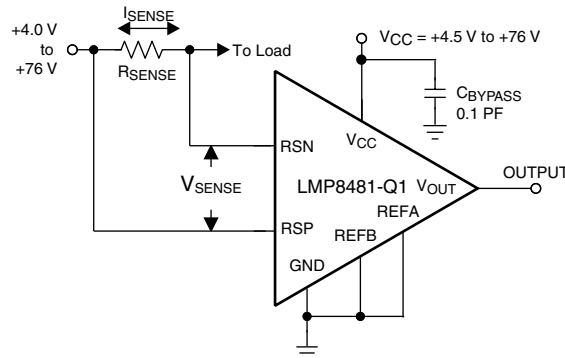 +4.0 V
to
+76 V
ISENSE
RSENSE
To Load
VCC = +4.5 V to +76 V
CBYPASS
0.1 PF
RSN
VCC
VSENSE
LMP8481-Q1
VOUT
OUTPUT
REFA
RSP
REFB
GND